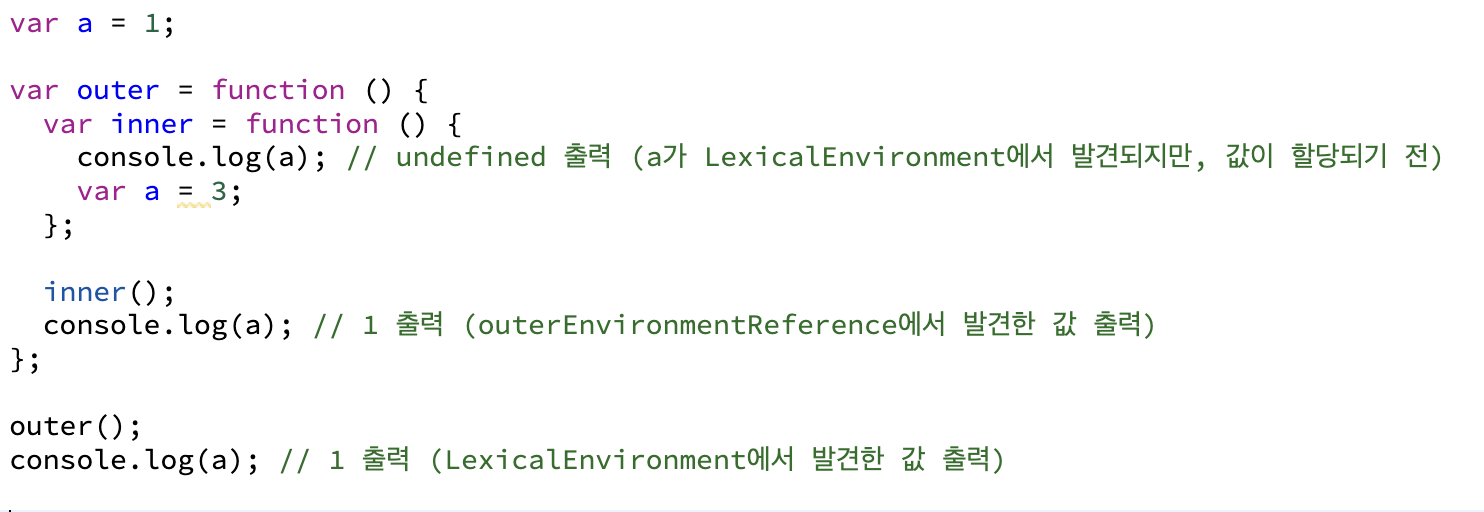 var a = 1;
var outer = function () {
var inner = function () {
console.log(a); // undefined 출력 (a가 LexicalEnvironment에서 발견되지만, 값이 할당되기 전)
var a = 3;
};
inner();
console.log(a); // 1 출력 (outerEnvironmentReference에서 발견한 값 출력)
};
outer();
console.log(a); // 1 출력 (LexicalEnvironment에서 발견한 값 출력)